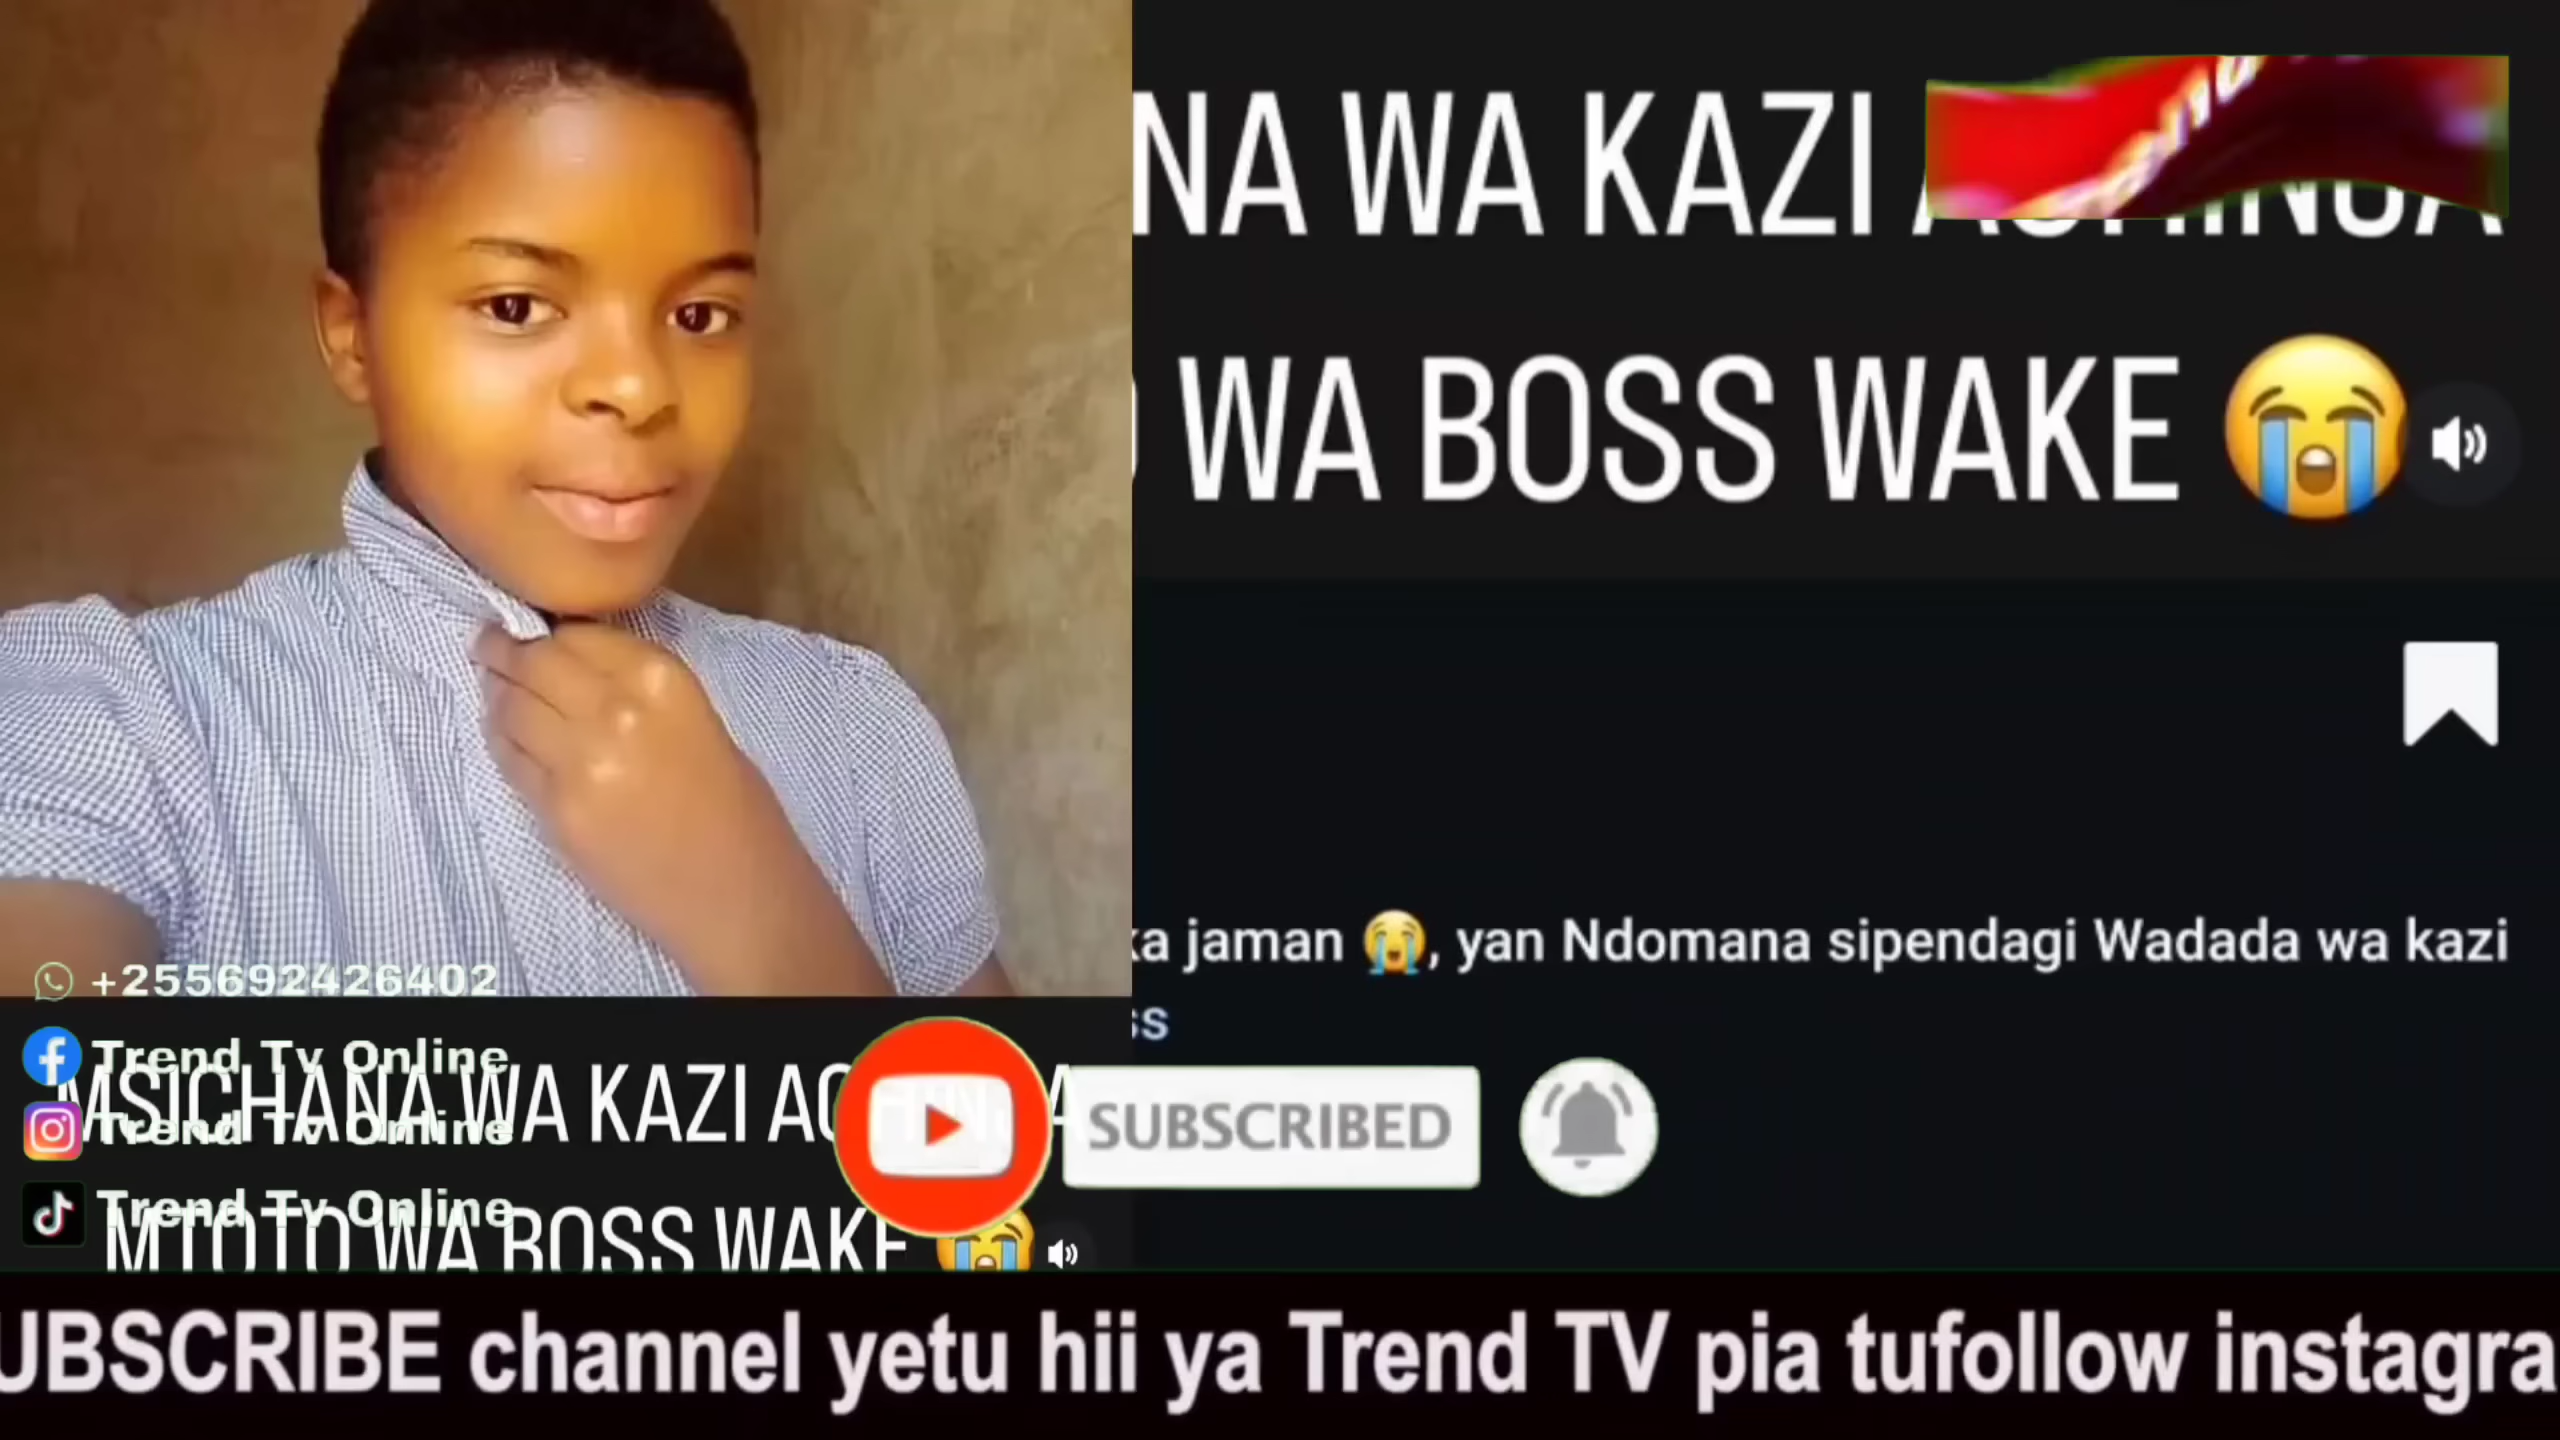 NA WA KAZI
WA BOSS WAKE 😭
ka jaman 😭, yan Ndomana sipendagi Wadada wa kazi
ss
+255692426402
Trend Tv Online
MSICHANA WA KAZI
Trend Tv Online
Trend Tv Online
MTOTO WA BOSS WAKE 😭
SUBSCRIBED
UBSCRIBE channel yetu hii ya Trend TV pia tufollow instagra